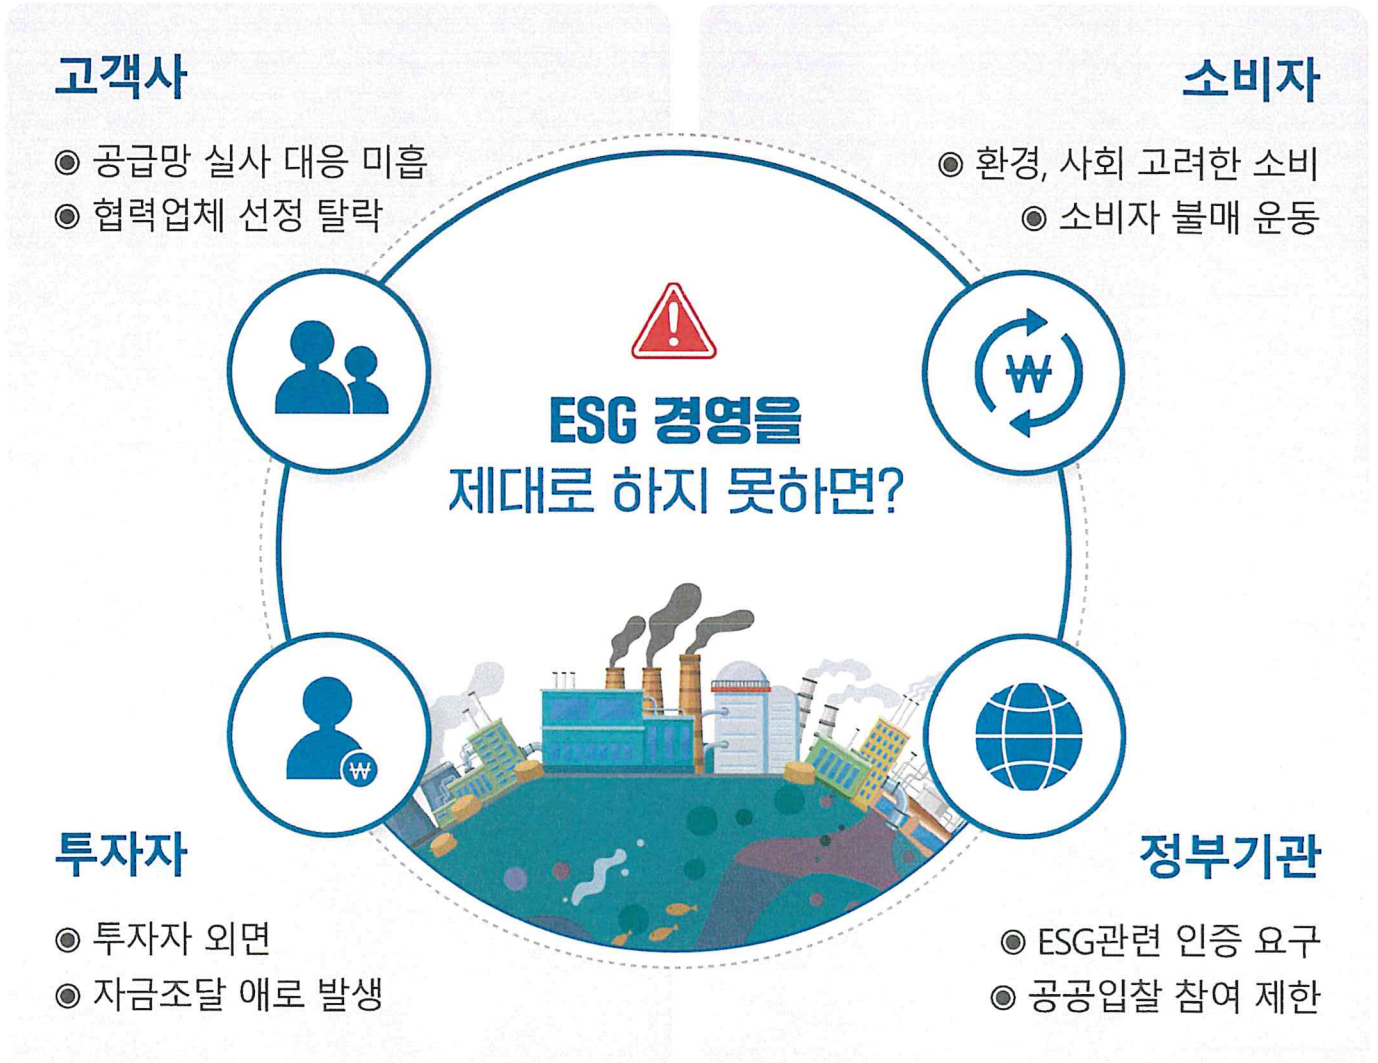 고객사
◉ 공급망 실사 대응 미흡
◉ 협력업체 선정 탈락
소비자
◉ 환경, 사회 고려한 소비
◉ 소비자 불매 운동
₩
ESG 경영을
제대로 하지 못하면?
₩
투자자
◉ 투자자 외면
◉ 자금조달 애로 발생
정부기관
◉ ESG관련 인증 요구
◉ 공공입찰 참여 제한